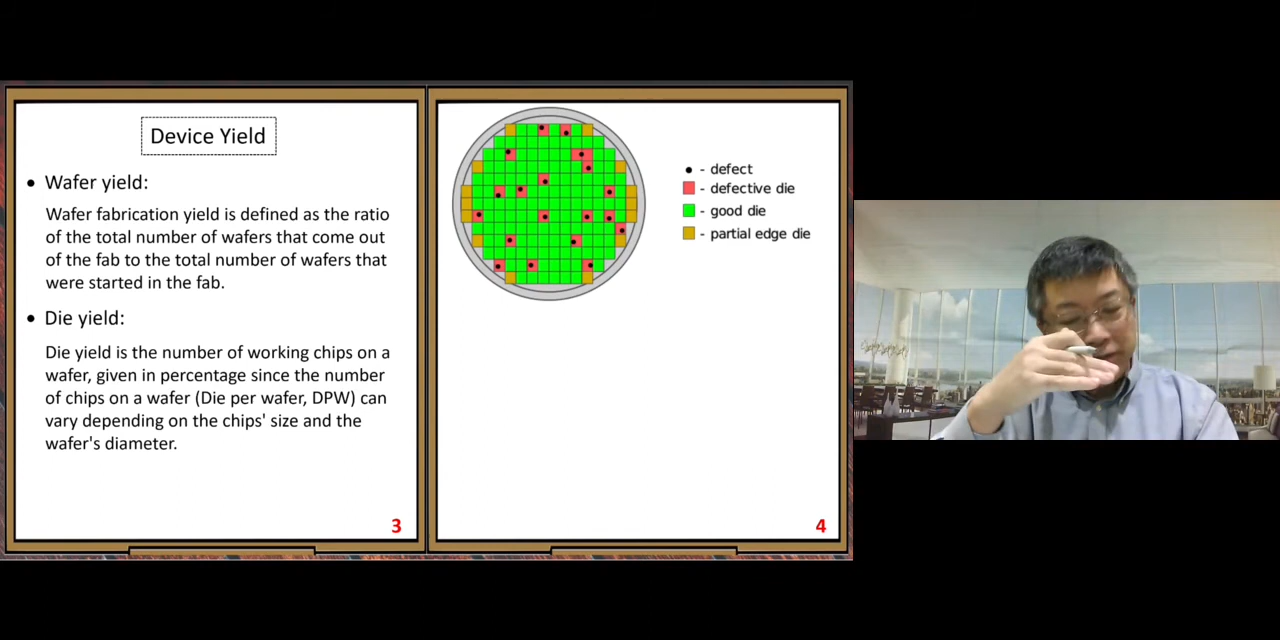 Device Yield
• Wafer yield:
Wafer fabrication yield is defined as the ratio
of the total number of wafers that come out
of the fab to the total number of wafers that
were started in the fab.
• Die yield:
Die yield is the number of working chips on a
wafer, given in percentage since the number
of chips on a wafer (Die per wafer, DPW) can
vary depending on the chips' size and the
wafer's diameter.
3
- defect
- defective die
- good die
- partial edge die
4